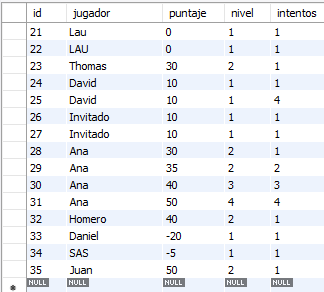 id jugador puntaje nivel intentos
21 Lau 0 1 1
22 LAU 0 1 1
23 Thomas 30 2 1
24 David 10 1 1
25 David 10 1 4
26 Invitado 10 1 1
27 Invitado 10 1 1
28 Ana 30 2 1
29 Ana 35 2 2
30 Ana 40 3 3
31 Ana 50 4 4
32 Homero 40 2 1
33 Daniel -20 1 1
34 SAS -5 1 1
35 Juan 50 2 1
NULL NULL NULL NULL NULL